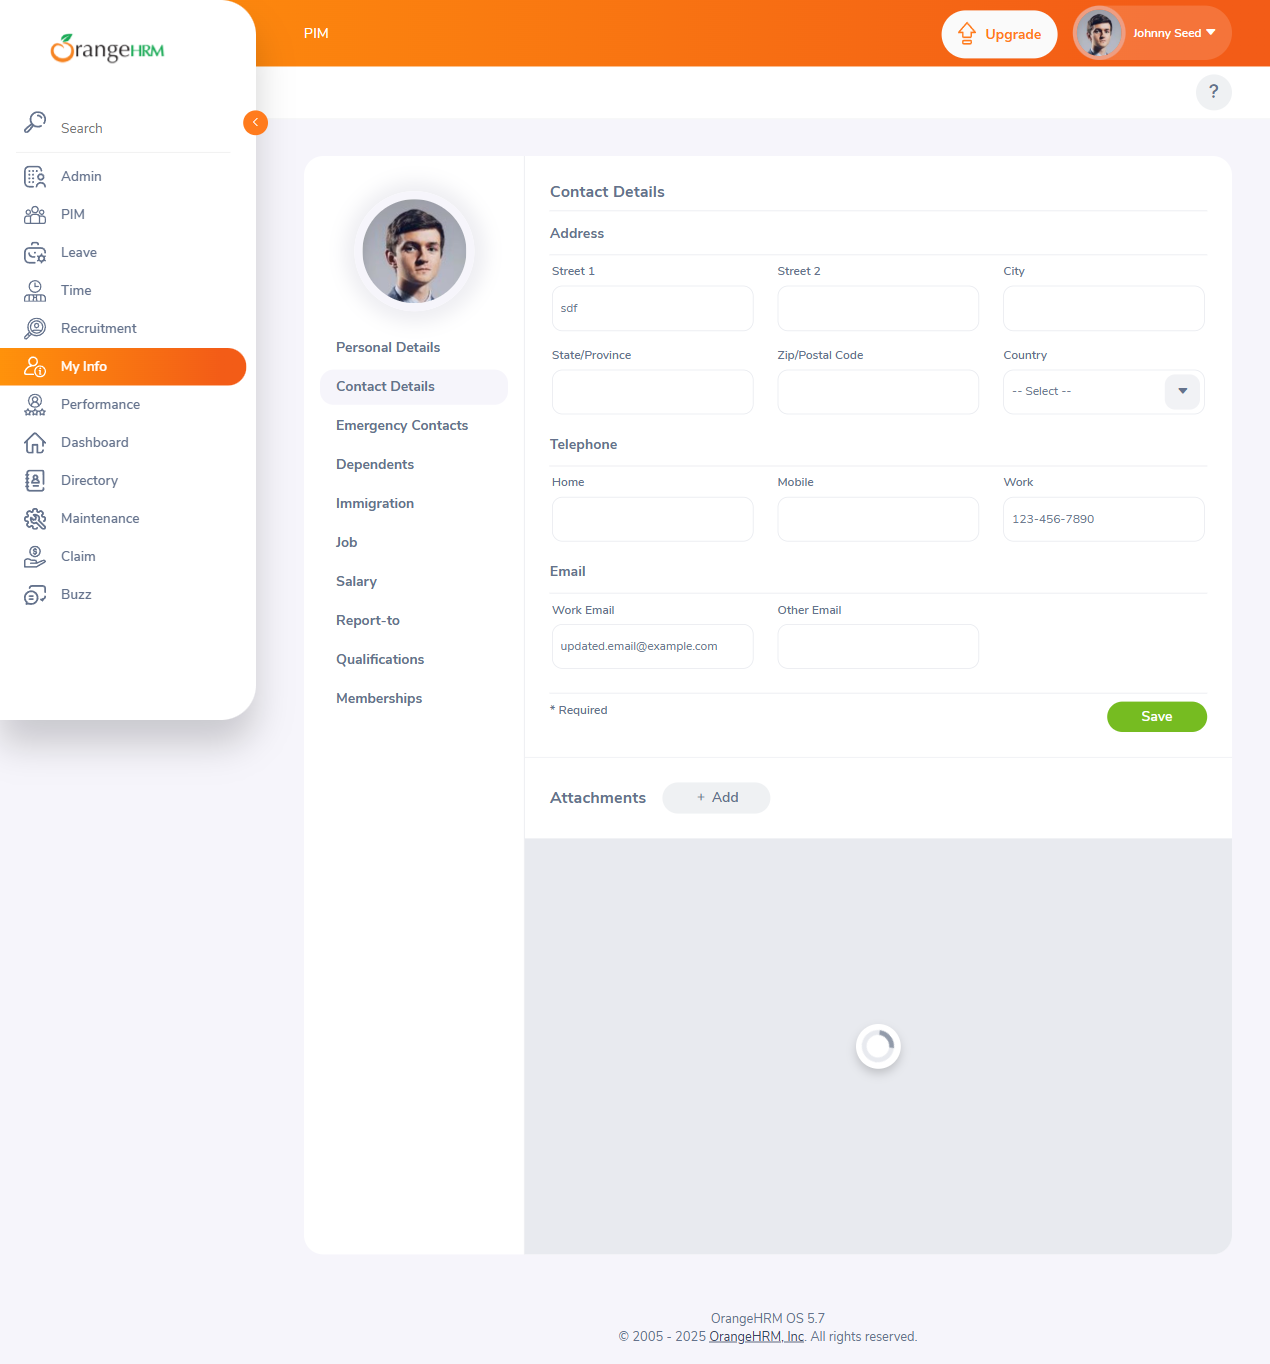 OrangeHRM
PIM
Upgrade
Johnny Seed
?
Search
Admin
PIM
Leave
Time
Recruitment
My Info
Performance
Dashboard
Directory
Maintenance
Claim
Buzz
Personal Details
Contact Details
Emergency Contacts
Dependents
Immigration
Job
Salary
Report-to
Qualifications
Memberships
Contact Details
Address
Street 1 Street 2 City
sdf
State/Province Zip/Postal Code Country
-- Select --
Telephone
Home Mobile Work
123-456-7890
Email
Work Email Other Email
updated.email@example.com
* Required
Save
Attachments + Add
OrangeHRM OS 5.7
© 2005 - 2025 OrangeHRM, Inc. All rights reserved.